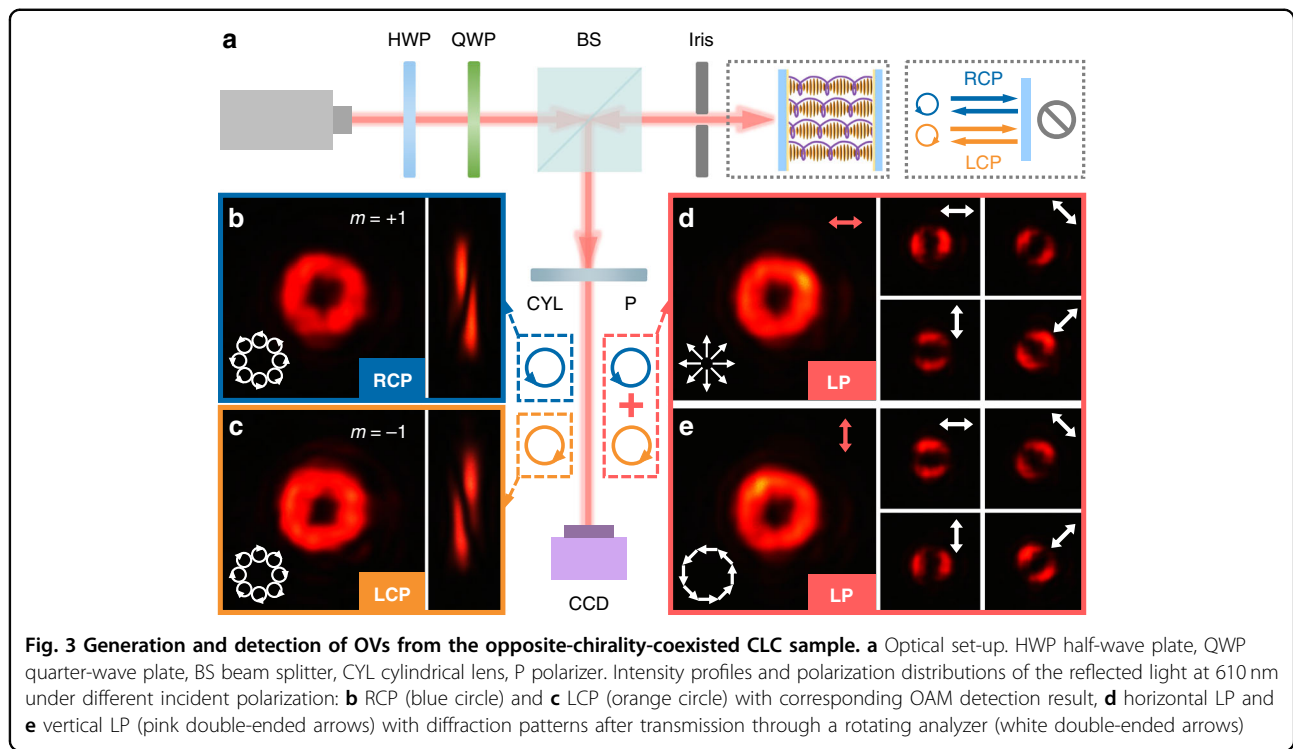 a
HWP QWP BS Iris
RCP
LCP
b m = +1
RCP
c m = −1
LCP
CYL P
CCD
d
LP
e
LP
Fig. 3 Generation and detection of OVs from the opposite-chirality-coexisted CLC sample. a Optical set-up. HWP half-wave plate, QWP
quarter-wave plate, BS beam splitter, CYL cylindrical lens, P polarizer. Intensity profiles and polarization distributions of the reflected light at 610 nm
under different incident polarization: b RCP (blue circle) and c LCP (orange circle) with corresponding OAM detection result, d horizontal LP and
e vertical LP (pink double-ended arrows) with diffraction patterns after transmission through a rotating analyzer (white double-ended arrows)